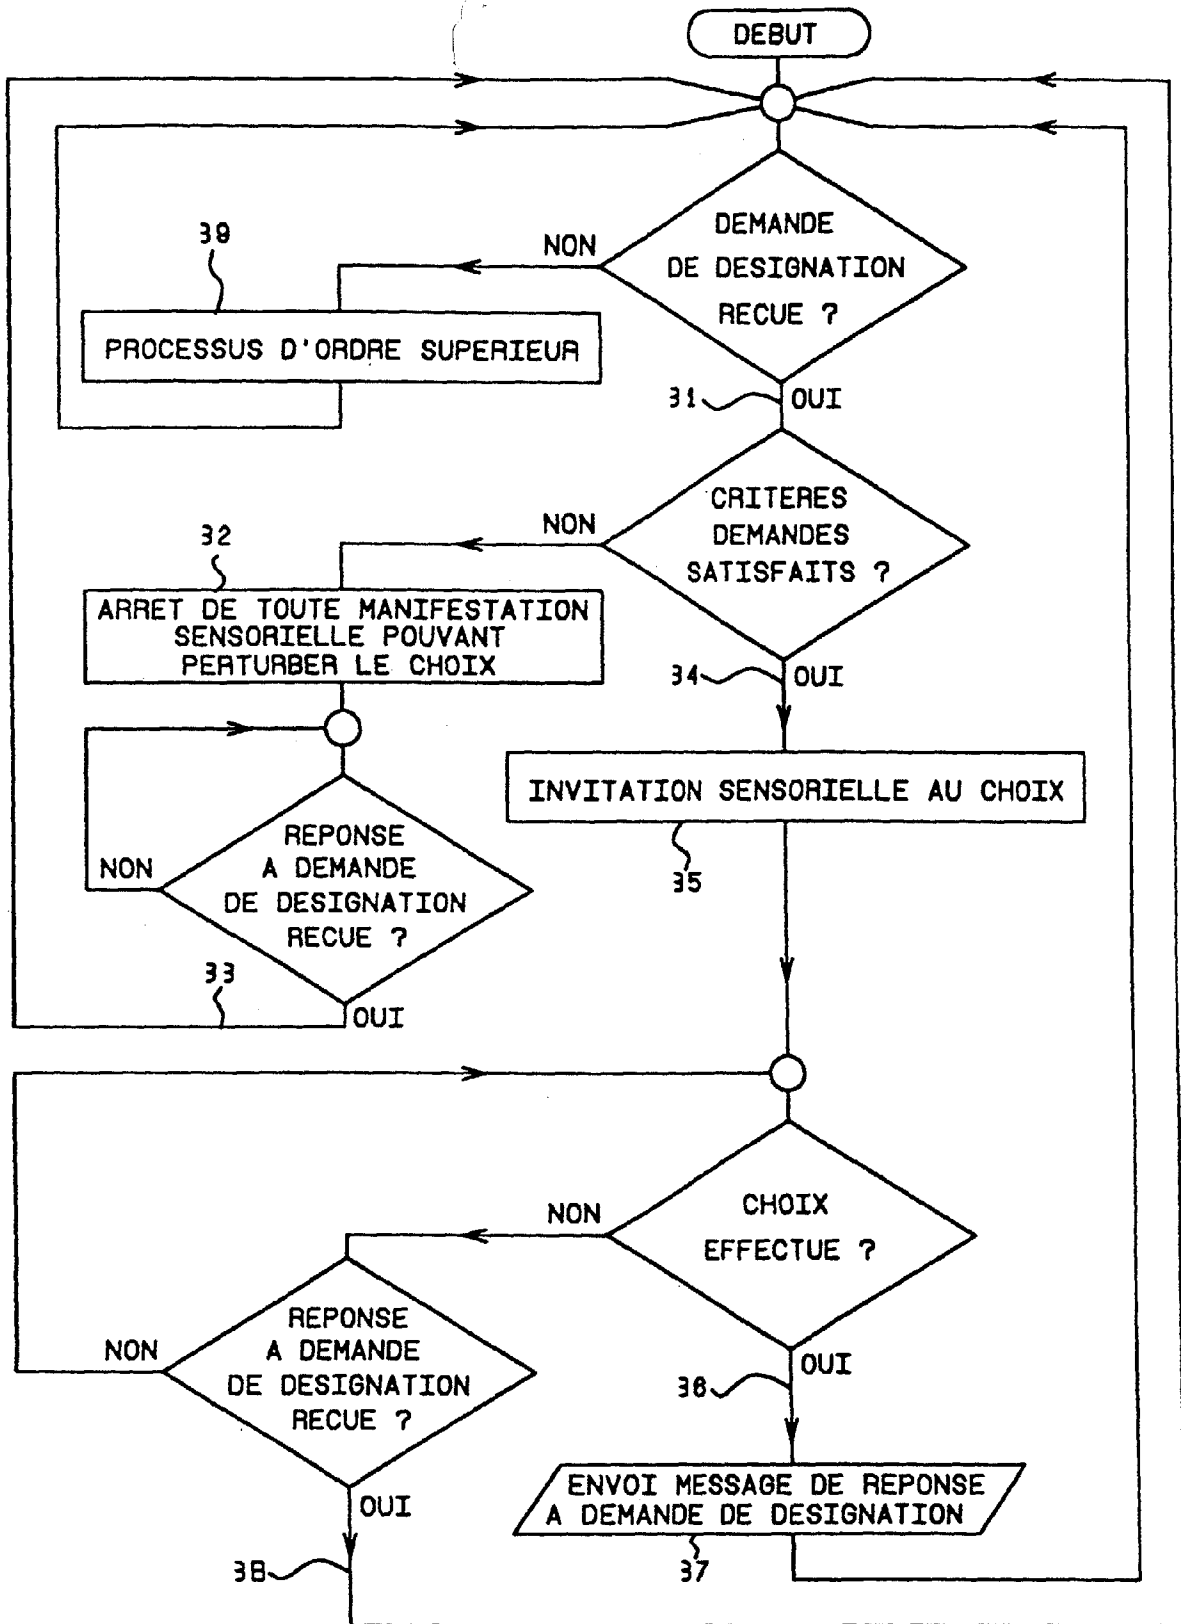 DEBUT
DEMANDE
DE DESIGNATION
RECUE ?
NON
39
PROCESSUS D'ORDRE SUPERIEUR
31
OUI
CRITERES
DEMANDES
SATISFAITS ?
NON
32
ARRET DE TOUTE MANIFESTATION
SENSORIELLE POUVANT
PERTURBER LE CHOIX
34
OUI
INVITATION SENSORIELLE AU CHOIX
35
REPONSE
A DEMANDE
DE DESIGNATION
RECUE ?
NON
33
OUI
CHOIX
EFFECTUE ?
NON
REPONSE
A DEMANDE
DE DESIGNATION
RECUE ?
NON
OUI
36
OUI
ENVOI MESSAGE DE REPONSE
A DEMANDE DE DESIGNATION
37
38